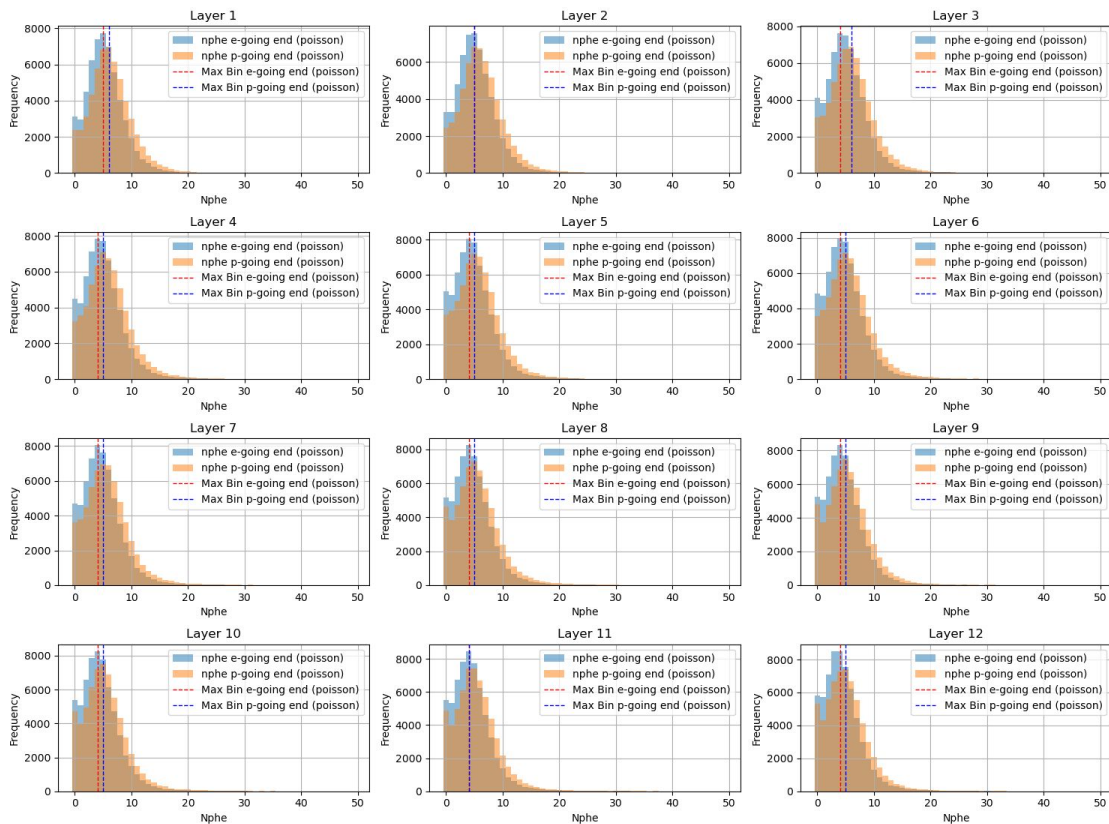 Layer 1
8000
6000
4000
2000
0
Frequency
nphe e-going end (poisson)
nphe p-going end (poisson)
Max Bin e-going end (poisson)
Max Bin p-going end (poisson)
0 10 20 30 40 50
Nphe
Layer 2
Frequency
nphe e-going end (poisson)
nphe p-going end (poisson)
Max Bin e-going end (poisson)
Max Bin p-going end (poisson)
6000
4000
2000
0
0 10 20 30 40 50
Nphe
Layer 3
8000
6000
4000
2000
0
Frequency
nphe e-going end (poisson)
nphe p-going end (poisson)
Max Bin e-going end (poisson)
Max Bin p-going end (poisson)
0 10 20 30 40 50
Nphe
Layer 4
8000
6000
4000
2000
0
Frequency
nphe e-going end (poisson)
nphe p-going end (poisson)
Max Bin e-going end (poisson)
Max Bin p-going end (poisson)
0 10 20 30 40 50
Nphe
Layer 5
8000
6000
4000
2000
0
Frequency
nphe e-going end (poisson)
nphe p-going end (poisson)
Max Bin e-going end (poisson)
Max Bin p-going end (poisson)
0 10 20 30 40 50
Nphe
Layer 6
8000
6000
4000
2000
0
Frequency
nphe e-going end (poisson)
nphe p-going end (poisson)
Max Bin e-going end (poisson)
Max Bin p-going end (poisson)
0 10 20 30 40 50
Nphe
Layer 7
8000
6000
4000
2000
0
Frequency
nphe e-going end (poisson)
nphe p-going end (poisson)
Max Bin e-going end (poisson)
Max Bin p-going end (poisson)
0 10 20 30 40 50
Nphe
Layer 8
8000
6000
4000
2000
0
Frequency
nphe e-going end (poisson)
nphe p-going end (poisson)
Max Bin e-going end (poisson)
Max Bin p-going end (poisson)
0 10 20 30 40 50
Nphe
Layer 9
8000
6000
4000
2000
0
Frequency
nphe e-going end (poisson)
nphe p-going end (poisson)
Max Bin e-going end (poisson)
Max Bin p-going end (poisson)
0 10 20 30 40 50
Nphe
Layer 10
8000
6000
4000
2000
0
Frequency
nphe e-going end (poisson)
nphe p-going end (poisson)
Max Bin e-going end (poisson)
Max Bin p-going end (poisson)
0 10 20 30 40 50
Nphe
Layer 11
8000
6000
4000
2000
0
Frequency
nphe e-going end (poisson)
nphe p-going end (poisson)
Max Bin e-going end (poisson)
Max Bin p-going end (poisson)
0 10 20 30 40 50
Nphe
Layer 12
8000
6000
4000
2000
0
Frequency
nphe e-going end (poisson)
nphe p-going end (poisson)
Max Bin e-going end (poisson)
Max Bin p-going end (poisson)
0 10 20 30 40 50
Nphe